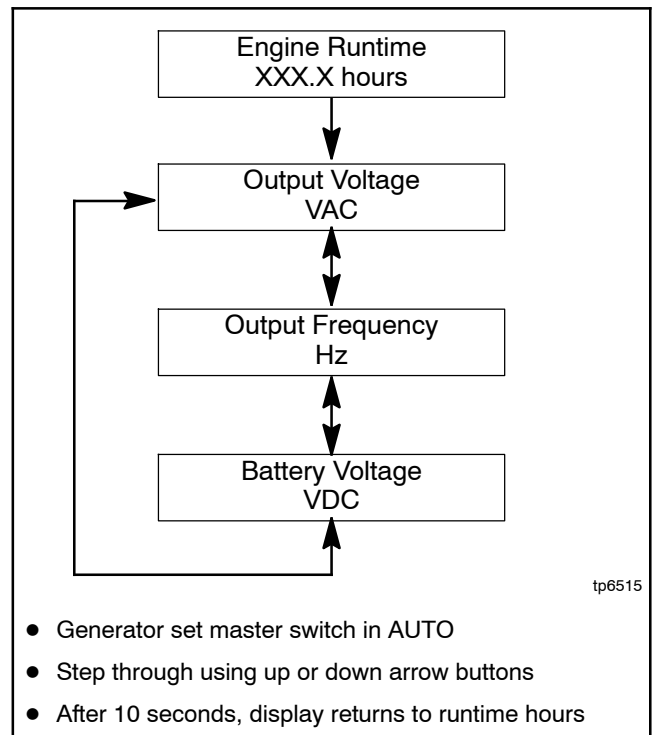 Engine Runtime
XXX.X hours
Output Voltage
VAC
Output Frequency
Hz
Battery Voltage
VDC
tp6515
● Generator set master switch in AUTO
● Step through using up or down arrow buttons
● After 10 seconds, display returns to runtime hours